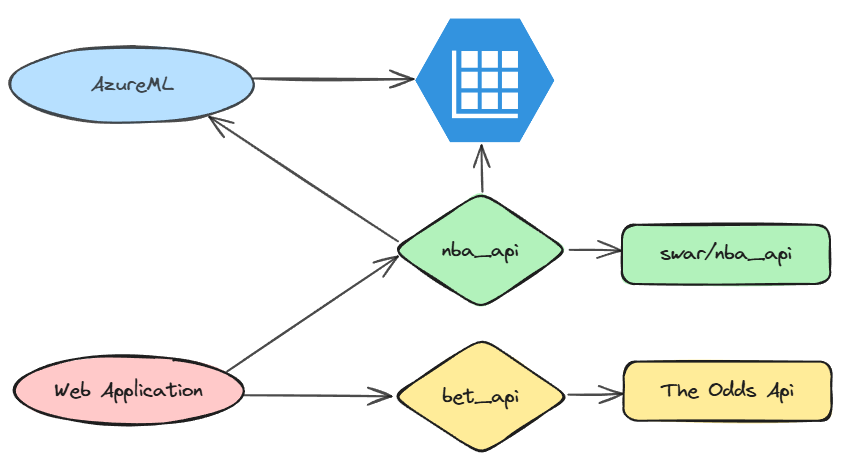 AzureML
nba_api
swar/nba_api
Web Application
bet_api
The Odds Api